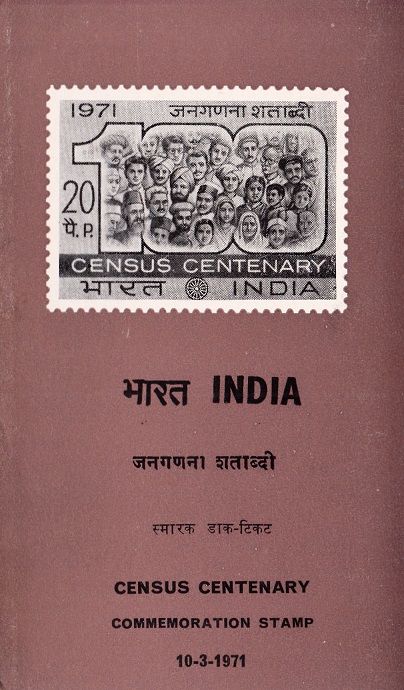 1971 जनगणना शताब्दी
100
20
पै. P.
CENSUS CENTENARY
भारत INDIA
भारत INDIA
जनगणना शताब्दी
स्मारक डाक-टिकट
CENSUS CENTENARY
COMMEMORATION STAMP
10-3-1971